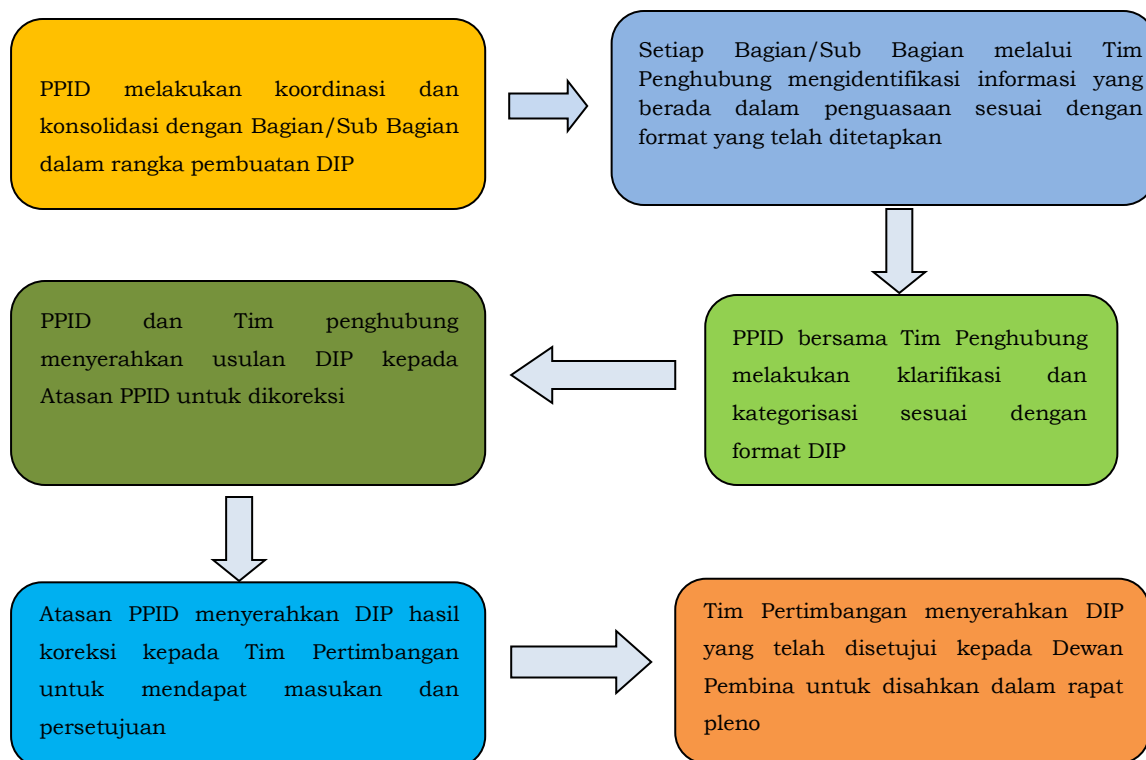 PPID melakukan koordinasi dan
konsolidasi dengan Bagian/Sub Bagian
dalam rangka pembuatan DIP
Setiap Bagian/Sub Bagian melalui Tim
Penghubung mengidentifikasi informasi yang
berada dalam penguasaan sesuai dengan
format yang telah ditetapkan
PPID bersama Tim Penghubung
melakukan klarifikasi dan
kategorisasi sesuai dengan
format DIP
PPID dan Tim penghubung
menyerahkan usulan DIP kepada
Atasan PPID untuk dikoreksi
Atasan PPID menyerahkan DIP hasil
koreksi kepada Tim Pertimbangan
untuk mendapat masukan dan
persetujuan
Tim Pertimbangan menyerahkan DIP
yang telah disetujui kepada Dewan
Pembina untuk disahkan dalam rapat
pleno